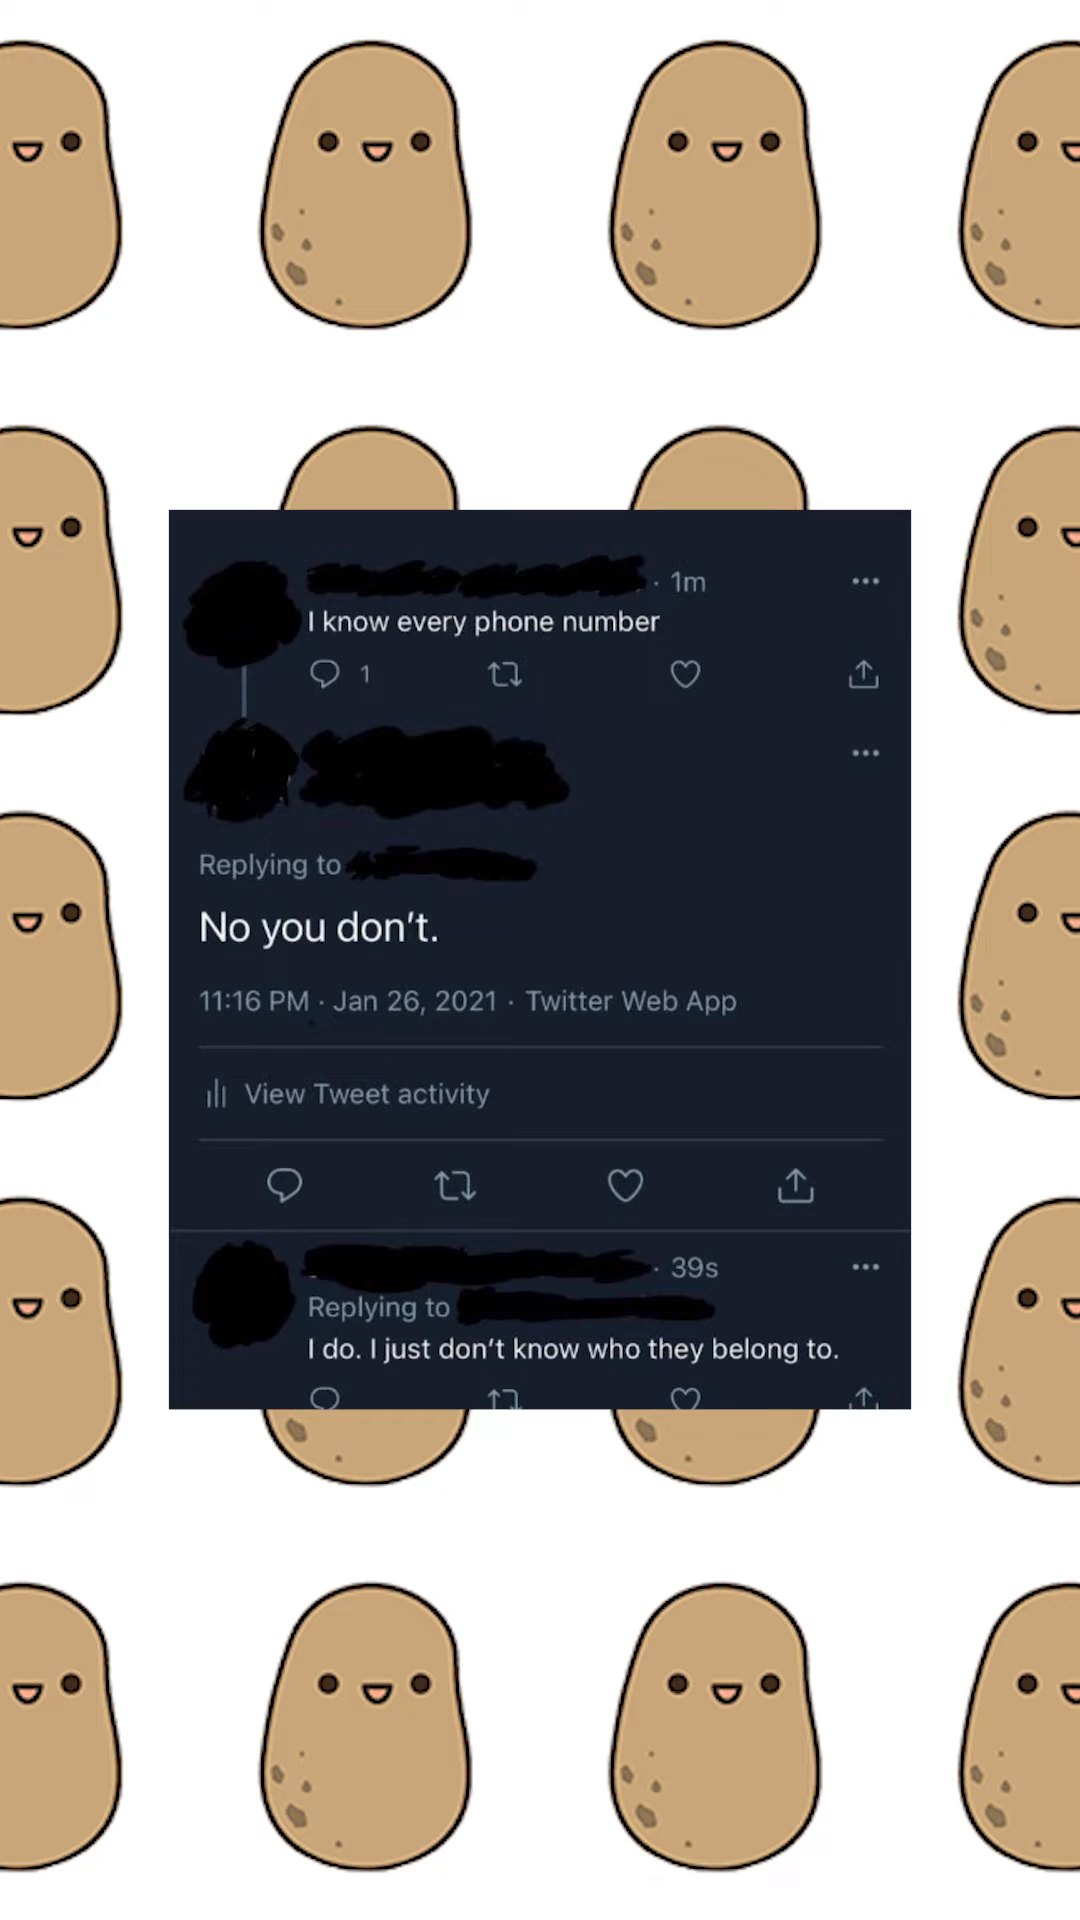 · 1m
I know every phone number
1
Replying to
No you don't.
11:16 PM · Jan 26, 2021 · Twitter Web App
View Tweet activity
· 39s
Replying to
I do. I just don't know who they belong to.